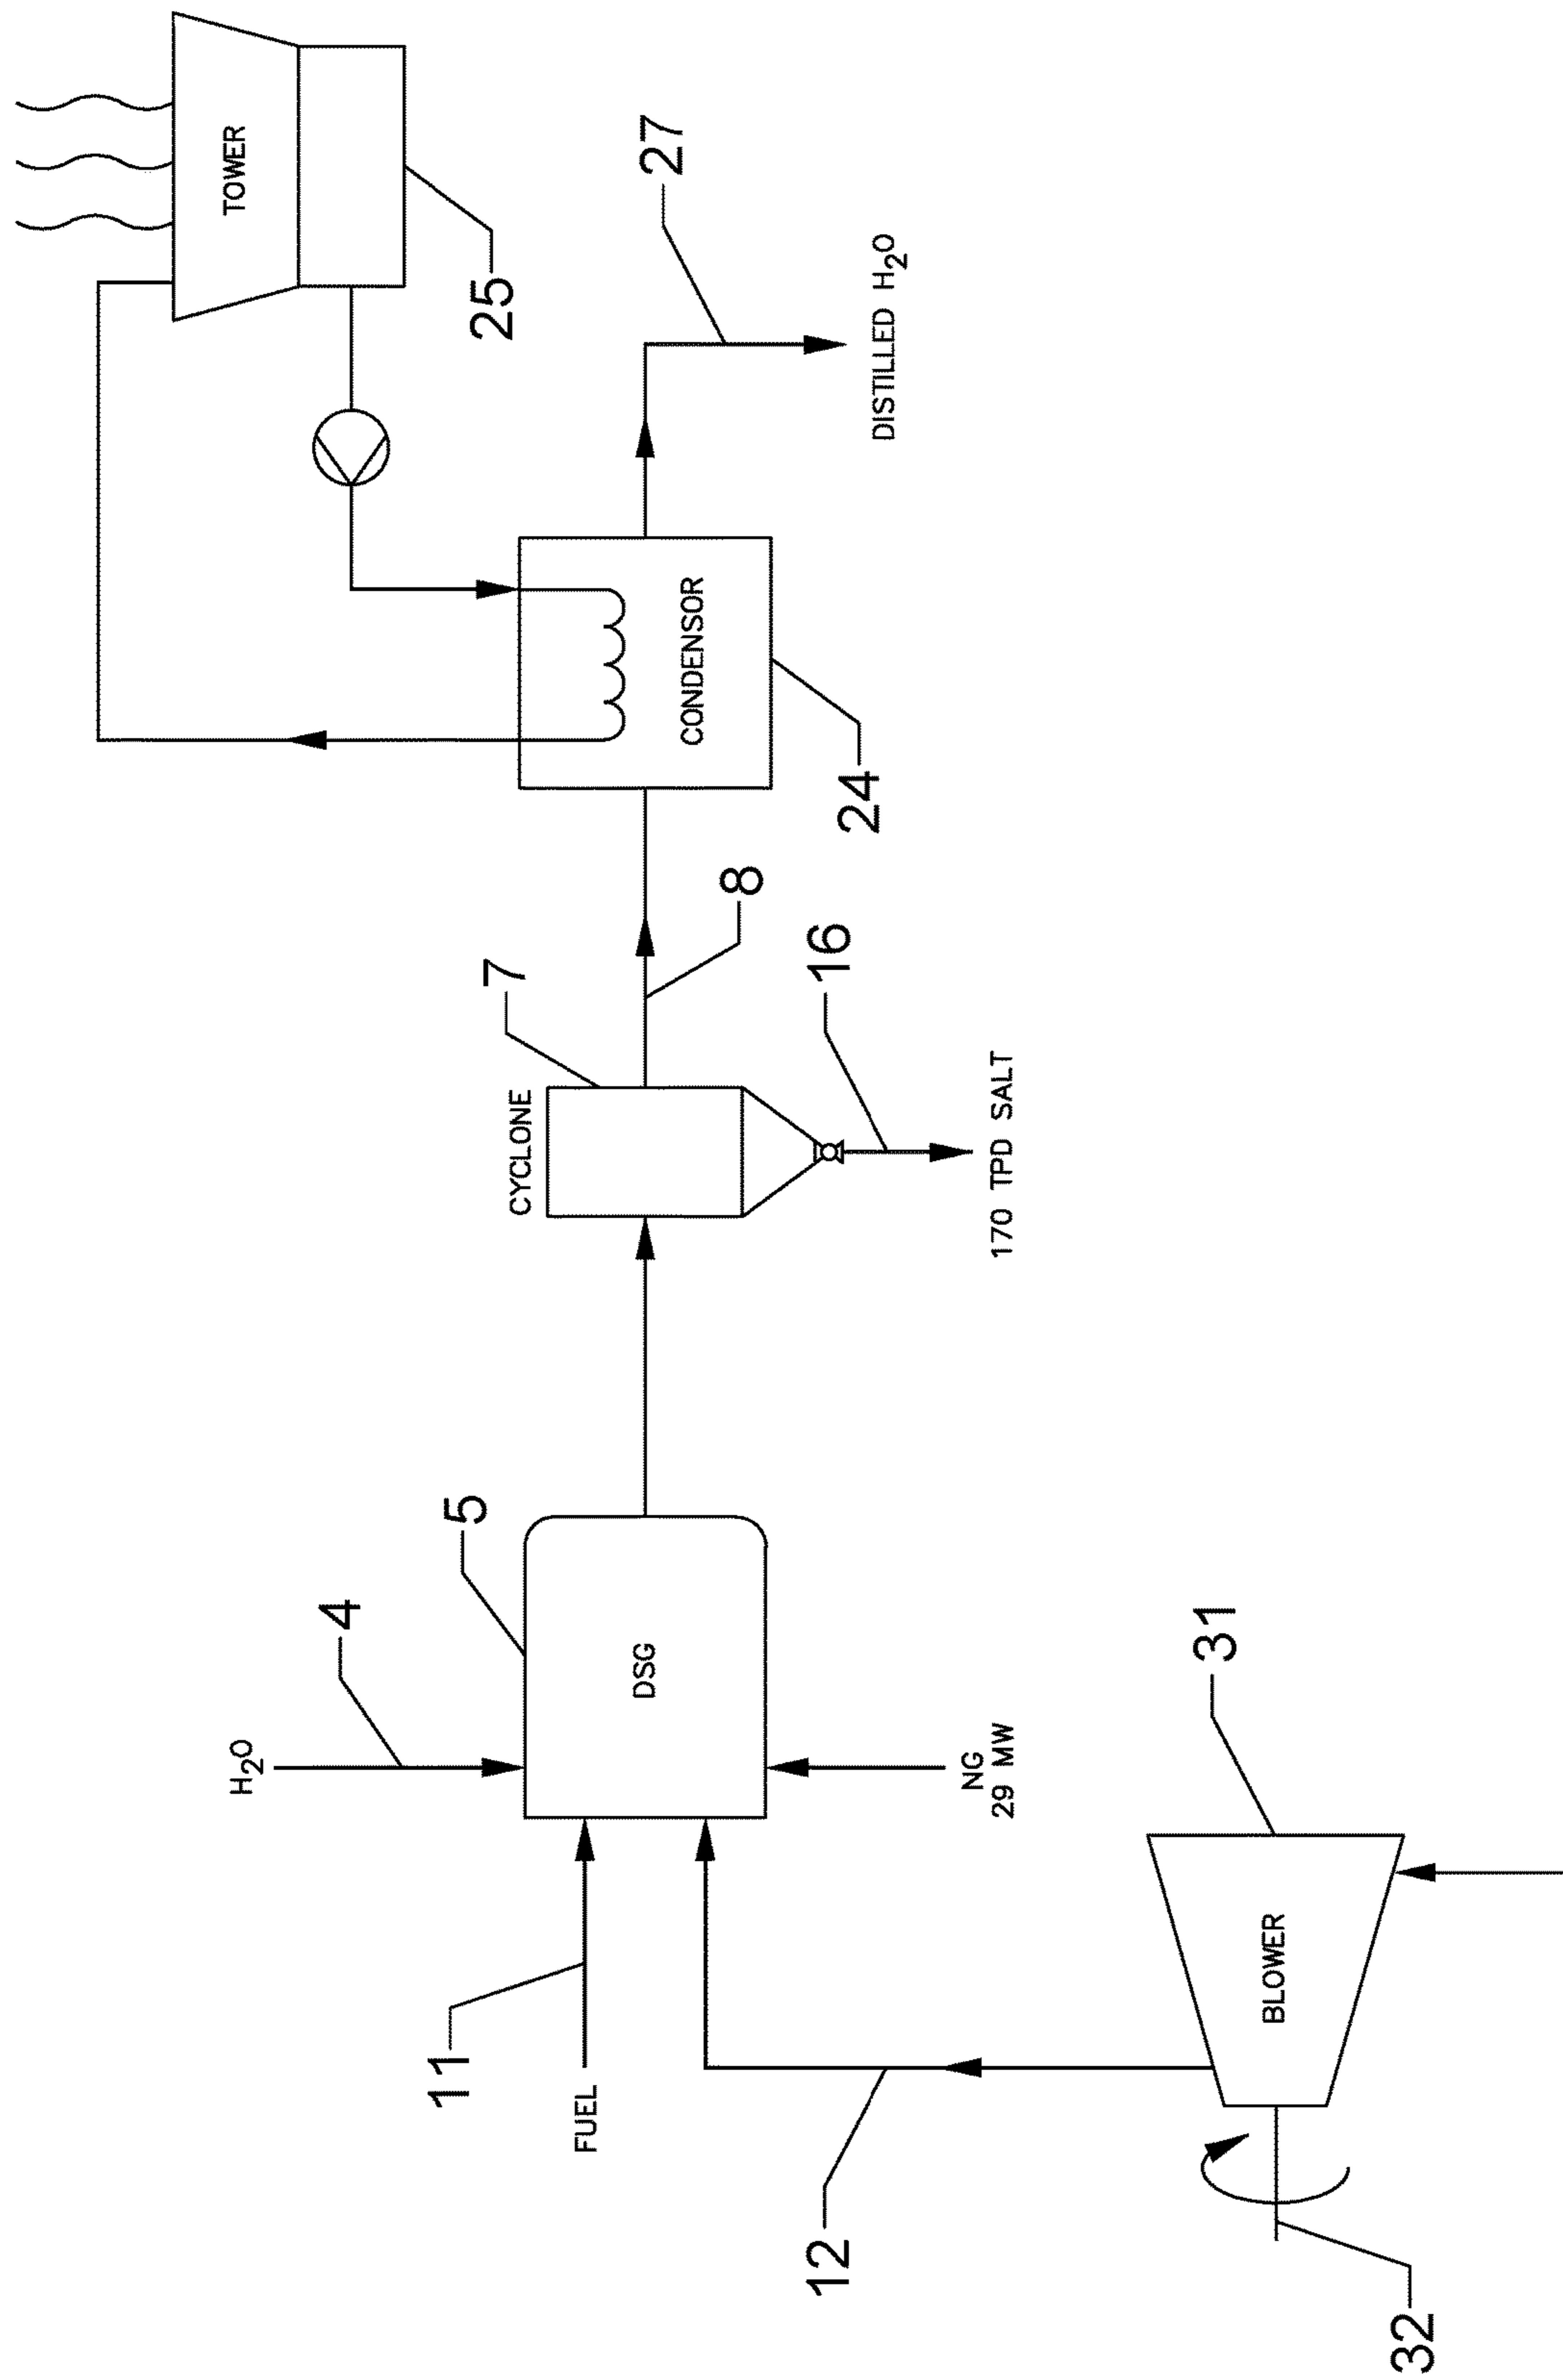 TOWER
25
27
DISTILLED H₂O
CONDENSOR
24
8
7
CYCLONE
16
170 TPD SALT
5
4
H₂O
DSG
NG
29 MW
11
FUEL
12
31
BLOWER
32